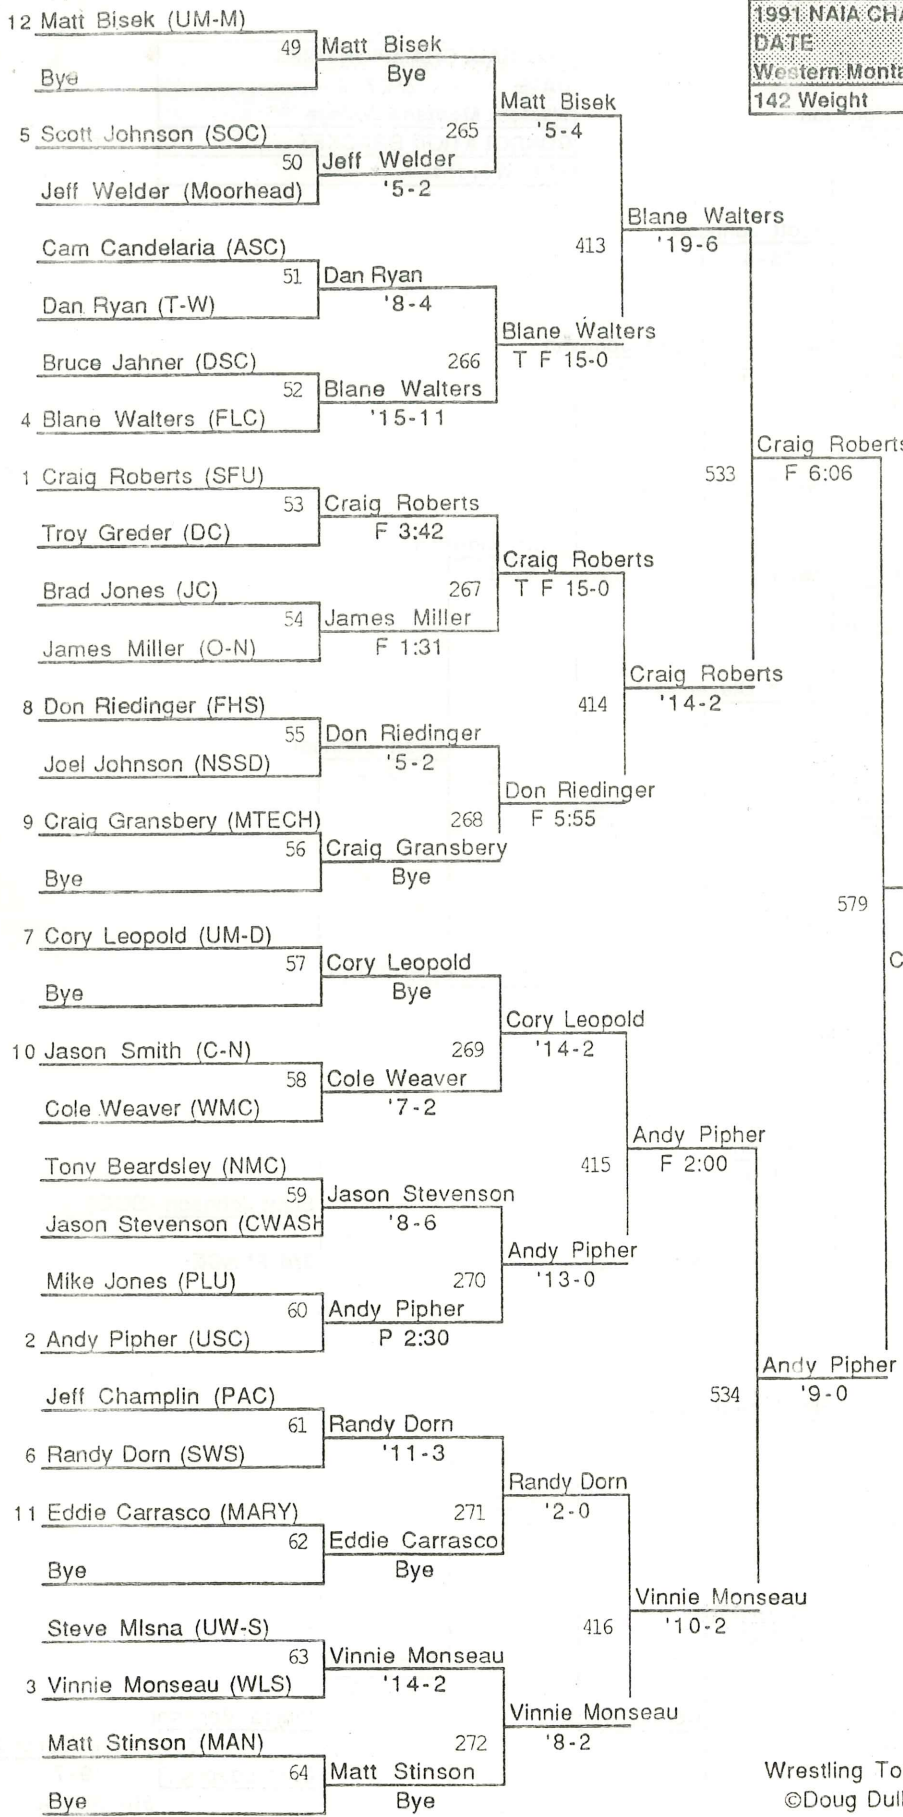 1991 NAIA
DATE
Western
142 Weight
12 Matt Bisek (UM-M)
49
Bye
Matt Bisek
Bye
5 Scott Johnson (SOC)
50
Jeff Welder (Moorhead)
265
Jeff Welder
'5-2
Matt Bisek
'5-4
Cam Candelaria (ASC)
51
Dan Ryan (T-W)
Dan Ryan
'8-4
413
Blane Walters
'19-6
Bruce Jahner (DSC)
52
4 Blane Walters (FLC)
266
Blane Walters
'15-11
Blane Walters
T F 15-0
1 Craig Roberts (SFU)
53
Troy Greder (DC)
Craig Roberts
F 3:42
533
Craig Roberts
F 6:06
Brad Jones (JC)
54
James Miller (O-N)
267
James Miller
F 1:31
Craig Roberts
T F 15-0
8 Don Riedinger (FHS)
55
Joel Johnson (NSSD)
Don Riedinger
'5-2
414
Craig Roberts
'14-2
9 Craig Gransbery (MTECH)
56
Bye
268
Craig Gransbery
Bye
Don Riedinger
F 5:55
579
C
7 Cory Leopold (UM-D)
57
Bye
Cory Leopold
Bye
10 Jason Smith (C-N)
58
Cole Weaver (WMC)
269
Cole Weaver
'7-2
Cory Leopold
'14-2
Tony Beardsley (NMC)
59
Jason Stevenson (CWASH
Jason Stevenson
'8-6
415
Andy Pipher
F 2:00
Mike Jones (PLU)
60
2 Andy Pipher (USC)
270
Andy Pipher
P 2:30
Andy Pipher
'13-0
Jeff Champlin (PAC)
61
6 Randy Dorn (SWS)
Randy Dorn
'11-3
534
Andy Pipher
'9-0
11 Eddie Carrasco (MARY)
62
Bye
271
Eddie Carrasco
Bye
Randy Dorn
'2-0
Steve Mlsna (UW-S)
63
3 Vinnie Monseau (WLS)
Vinnie Monseau
'14-2
416
Vinnie Monseau
'10-2
Matt Stinson (MAN)
64
Bye
272
Matt Stinson
Bye
Vinnie Monseau
'8-2
Wrestling
©Doug